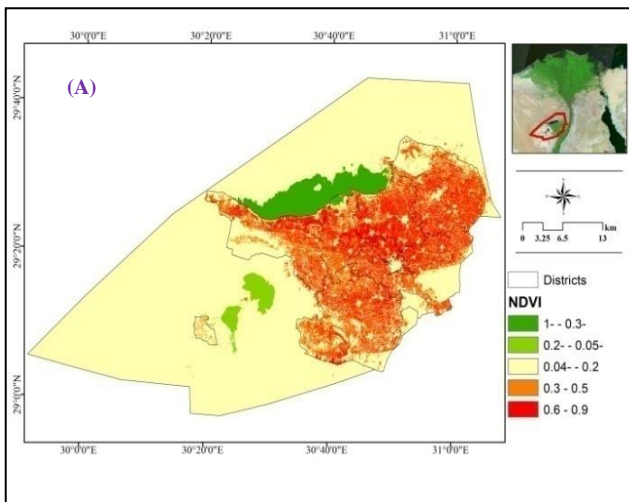 30°0'0"E 30°20'0"E 30°40'0"E 31°0'0"E
(A)
29°40'0"N
29°20'0"N
29°0'0"N
30°0'0"E 30°20'0"E 30°40'0"E 31°0'0"E
km
0 3.25 6.5 13
Districts
NDVI
1- - 0.3-
0.2- - 0.05-
0.04- - 0.2
0.3 - 0.5
0.6 - 0.9